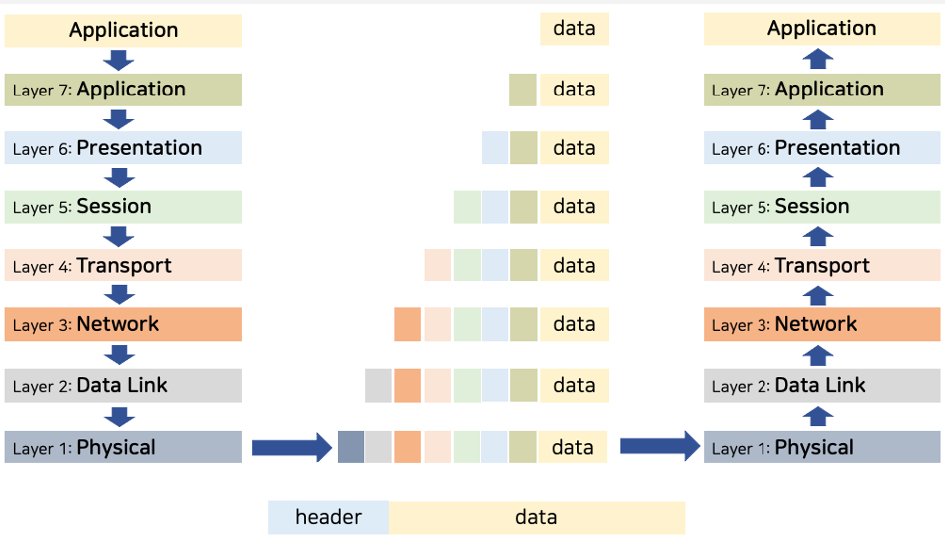 Application
Layer 7: Application
Layer 6: Presentation
Layer 5: Session
Layer 4: Transport
Layer 3: Network
Layer 2: Data Link
Layer 1: Physical
data
data
data
data
data
data
data
data
header data
Application
Layer 7: Application
Layer 6: Presentation
Layer 5: Session
Layer 4: Transport
Layer 3: Network
Layer 2: Data Link
Layer 1: Physical